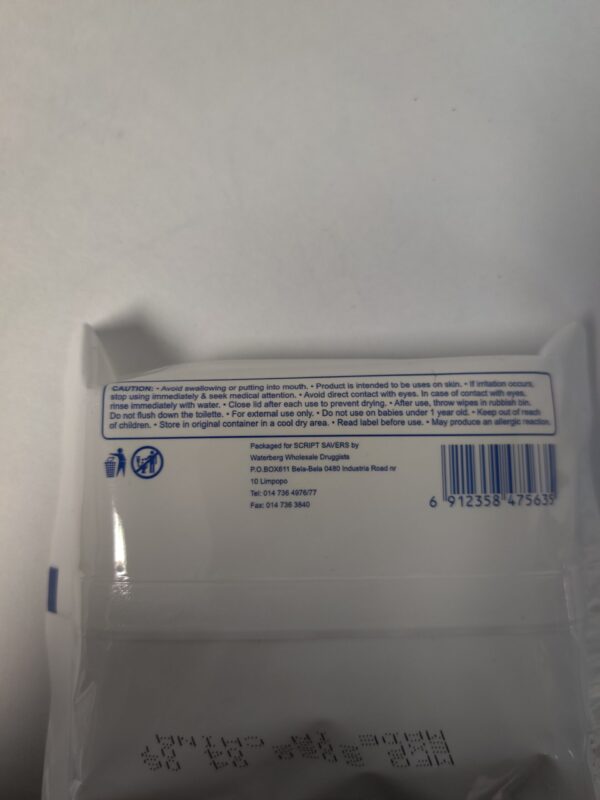 CAUTION: • Avoid swallowing or putting into mouth. • Product is intended to be uses on skin. • If irritation occurs,
stop using immediately & seek medical attention. • Avoid direct contact with eyes. In case of contact with eyes,
rinse immediately with water. • Close lid after each use to prevent drying. • After use, throw wipes in rubbish bin.
Do not flush down the toilette. • For external use only. • Do not use on babies under 1 year old. • Keep out of reach
of children. • Store in original container in a cool dry area. • Read label before use. • May produce an allergic reaction.
Packaged for SCRIPT SAVERS by
Waterberg Wholesale Druggists
P.O.BOX611 Bela-Bela 0480 Industria Road nr
10 Limpopo
Tel: 014 736 4976/77
Fax: 014 736 3840
6 912358 475635